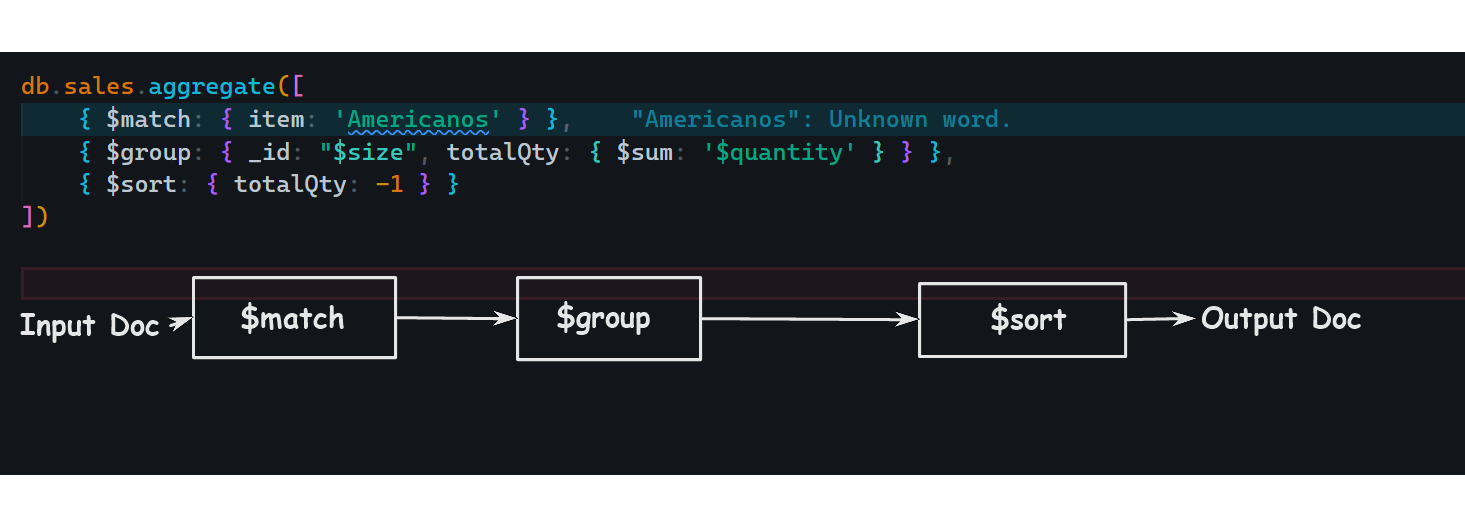 db.sales.aggregate([
{ $match: { item: 'Americanos' } }, "Americanos": Unknown word.
{ $group: { _id: "$size", totalQty: { $sum: '$quantity' } } },
{ $sort: { totalQty: -1 } }
])
Input Doc $match $group $sort Output Doc